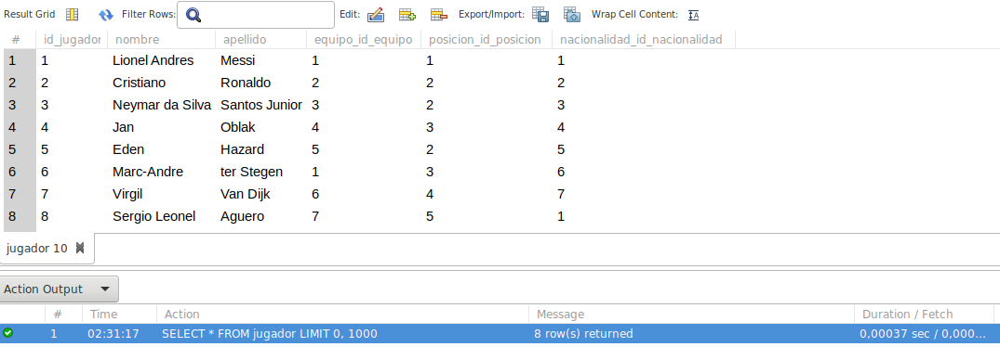 Result Grid Filter Rows: Edit: Export/Import: Wrap Cell Content:
# id_jugador nombre apellido equipo_id_equipo posicion_id_posicion nacionalidad_id_nacionalidad
1 1 Lionel Andres Messi 1 1 1
2 2 Cristiano Ronaldo 2 2 2
3 3 Neymar da Silva Santos Junior 3 2 3
4 4 Jan Oblak 4 3 4
5 5 Eden Hazard 5 2 5
6 6 Marc-Andre ter Stegen 1 3 6
7 7 Virgil Van Dijk 6 4 7
8 8 Sergio Leonel Aguero 7 5 1
jugador 10
Action Output
# Time Action Message Duration / Fetch
1 02:31:17 SELECT * FROM jugador LIMIT 0, 1000 8 row(s) returned 0,00037 sec / 0,000...